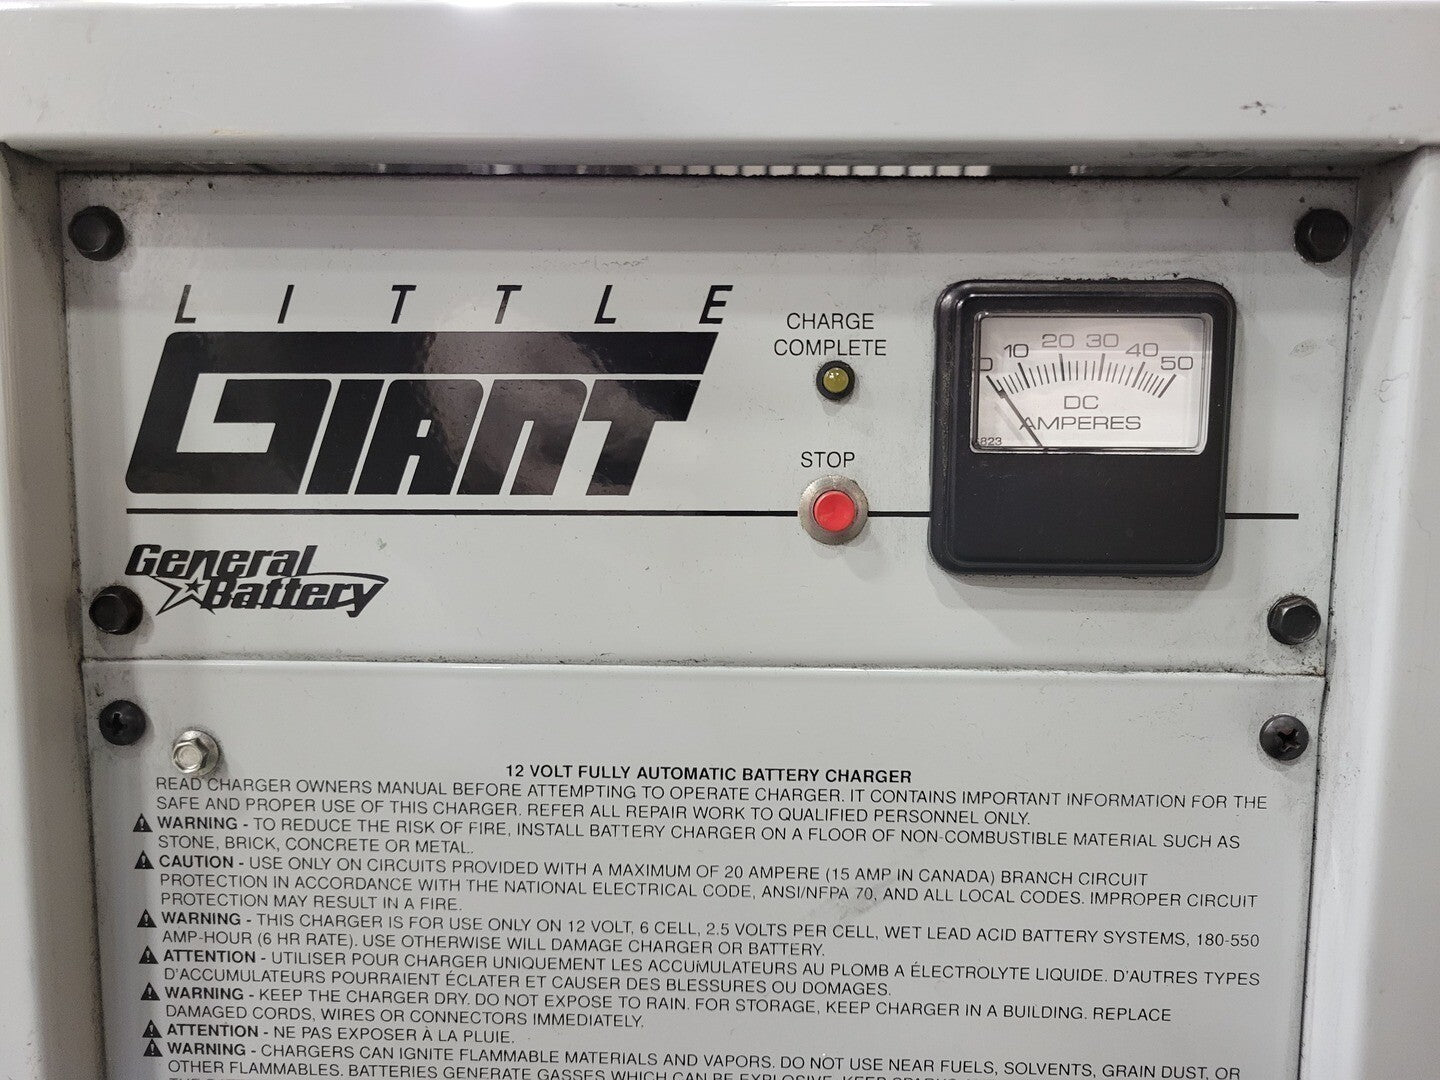 LITTLE
GIANT
General
Battery
CHARGE
COMPLETE
STOP
0 10 20 30 40 50
DC
AMPERES
823
12 VOLT FULLY AUTOMATIC BATTERY CHARGER
READ CHARGER OWNERS MANUAL BEFORE ATTEMPTING TO OPERATE CHARGER. IT CONTAINS IMPORTANT INFORMATION FOR THE
SAFE AND PROPER USE OF THIS CHARGER. REFER ALL REPAIR WORK TO QUALIFIED PERSONNEL ONLY.
WARNING - TO REDUCE THE RISK OF FIRE, INSTALL BATTERY CHARGER ON A FLOOR OF NON-COMBUSTIBLE MATERIAL SUCH AS
STONE, BRICK, CONCRETE OR METAL.
CAUTION - USE ONLY ON CIRCUITS PROVIDED WITH A MAXIMUM OF 20 AMPERE (15 AMP IN CANADA) BRANCH CIRCUIT
PROTECTION IN ACCORDANCE WITH THE NATIONAL ELECTRICAL CODE, ANSI/NFPA 70, AND ALL LOCAL CODES. IMPROPER CIRCUIT
PROTECTION MAY RESULT IN A FIRE.
WARNING - THIS CHARGER IS FOR USE ONLY ON 12 VOLT, 6 CELL, 2.5 VOLTS PER CELL, WET LEAD ACID BATTERY SYSTEMS, 180-550
AMP-HOUR (6 HR RATE). USE OTHERWISE WILL DAMAGE CHARGER OR BATTERY.
ATTENTION - UTILISER POUR CHARGER UNIQUEMENT LES ACCUMULATEURS AU PLOMB A ÉLECTROLYTE LIQUIDE. D'AUTRES TYPES
D'ACCUMULATEURS POURRAIENT ÉCLATER ET CAUSER DES BLESSURES OU DOMAGES.
WARNING - KEEP THE CHARGER DRY. DO NOT EXPOSE TO RAIN. FOR STORAGE, KEEP CHARGER IN A BUILDING. REPLACE
DAMAGED CORDS, WIRES OR CONNECTORS IMMEDIATELY.
ATTENTION - NE PAS EXPOSER À LA PLUIE.
WARNING - CHARGERS CAN IGNITE FLAMMABLE MATERIALS AND VAPORS. DO NOT USE NEAR FUELS, SOLVENTS, GRAIN DUST, OR
OTHER FLAMMABLES. BATTERIES GENERATE GASSES WHICH CAN BE EXPLOSIVE. KEEP